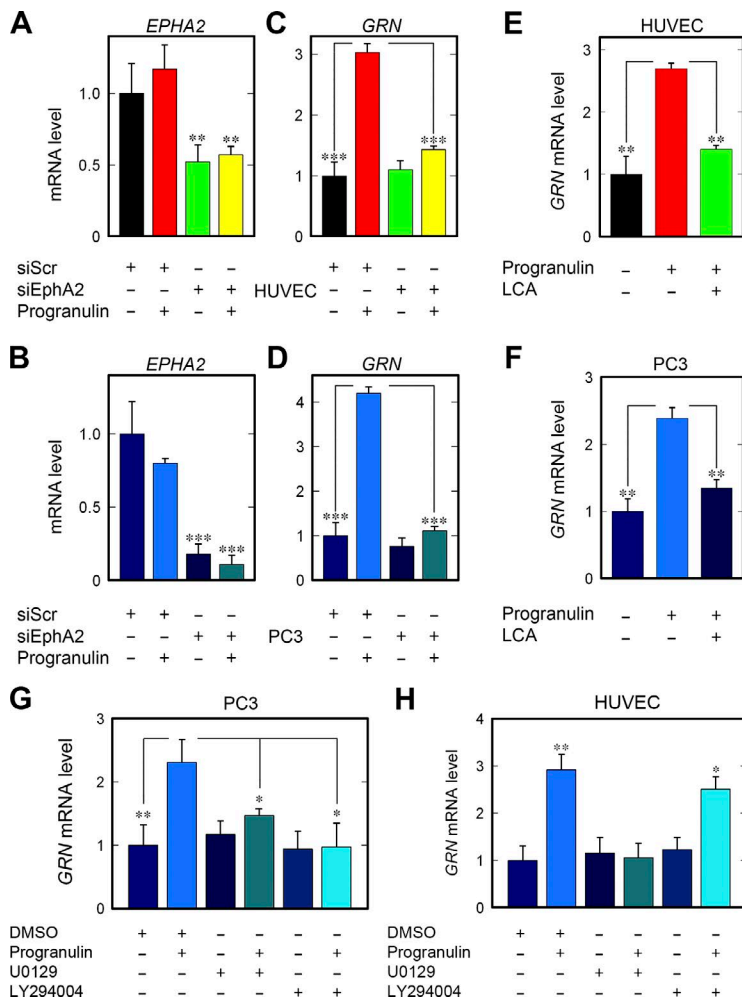 A
EPHA2
mRNA level
1.0
0.5
0
** **
siScr + + – –
siEphA2 – – + +
Progranulin – + – +
HUVEC
C
GRN
3
2
1
0
*** ***
+ + – –
– – + +
– + – +
E
HUVEC
GRN mRNA level
3
2
1
0
** **
Progranulin – + +
LCA – – +
B
EPHA2
mRNA level
1.0
0.5
0
*** ***
siScr + + – –
siEphA2 – – + +
Progranulin – + – +
PC3
D
GRN
4
3
2
1
0
*** ***
+ + – –
– – + +
– + – +
F
PC3
GRN mRNA level
3
2
1
0
** **
Progranulin – + +
LCA – – +
G
PC3
GRN mRNA level
3
2
1
0
** * *
DMSO + + – – – –
Progranulin – + – + – +
U0129 – – + + – –
LY294004 – – – – + +
H
HUVEC
GRN mRNA level
4
3
2
1
0
** *
DMSO + + – – – –
Progranulin – + – + – +
U0129 – – + + – –
LY294004 – – – – + +